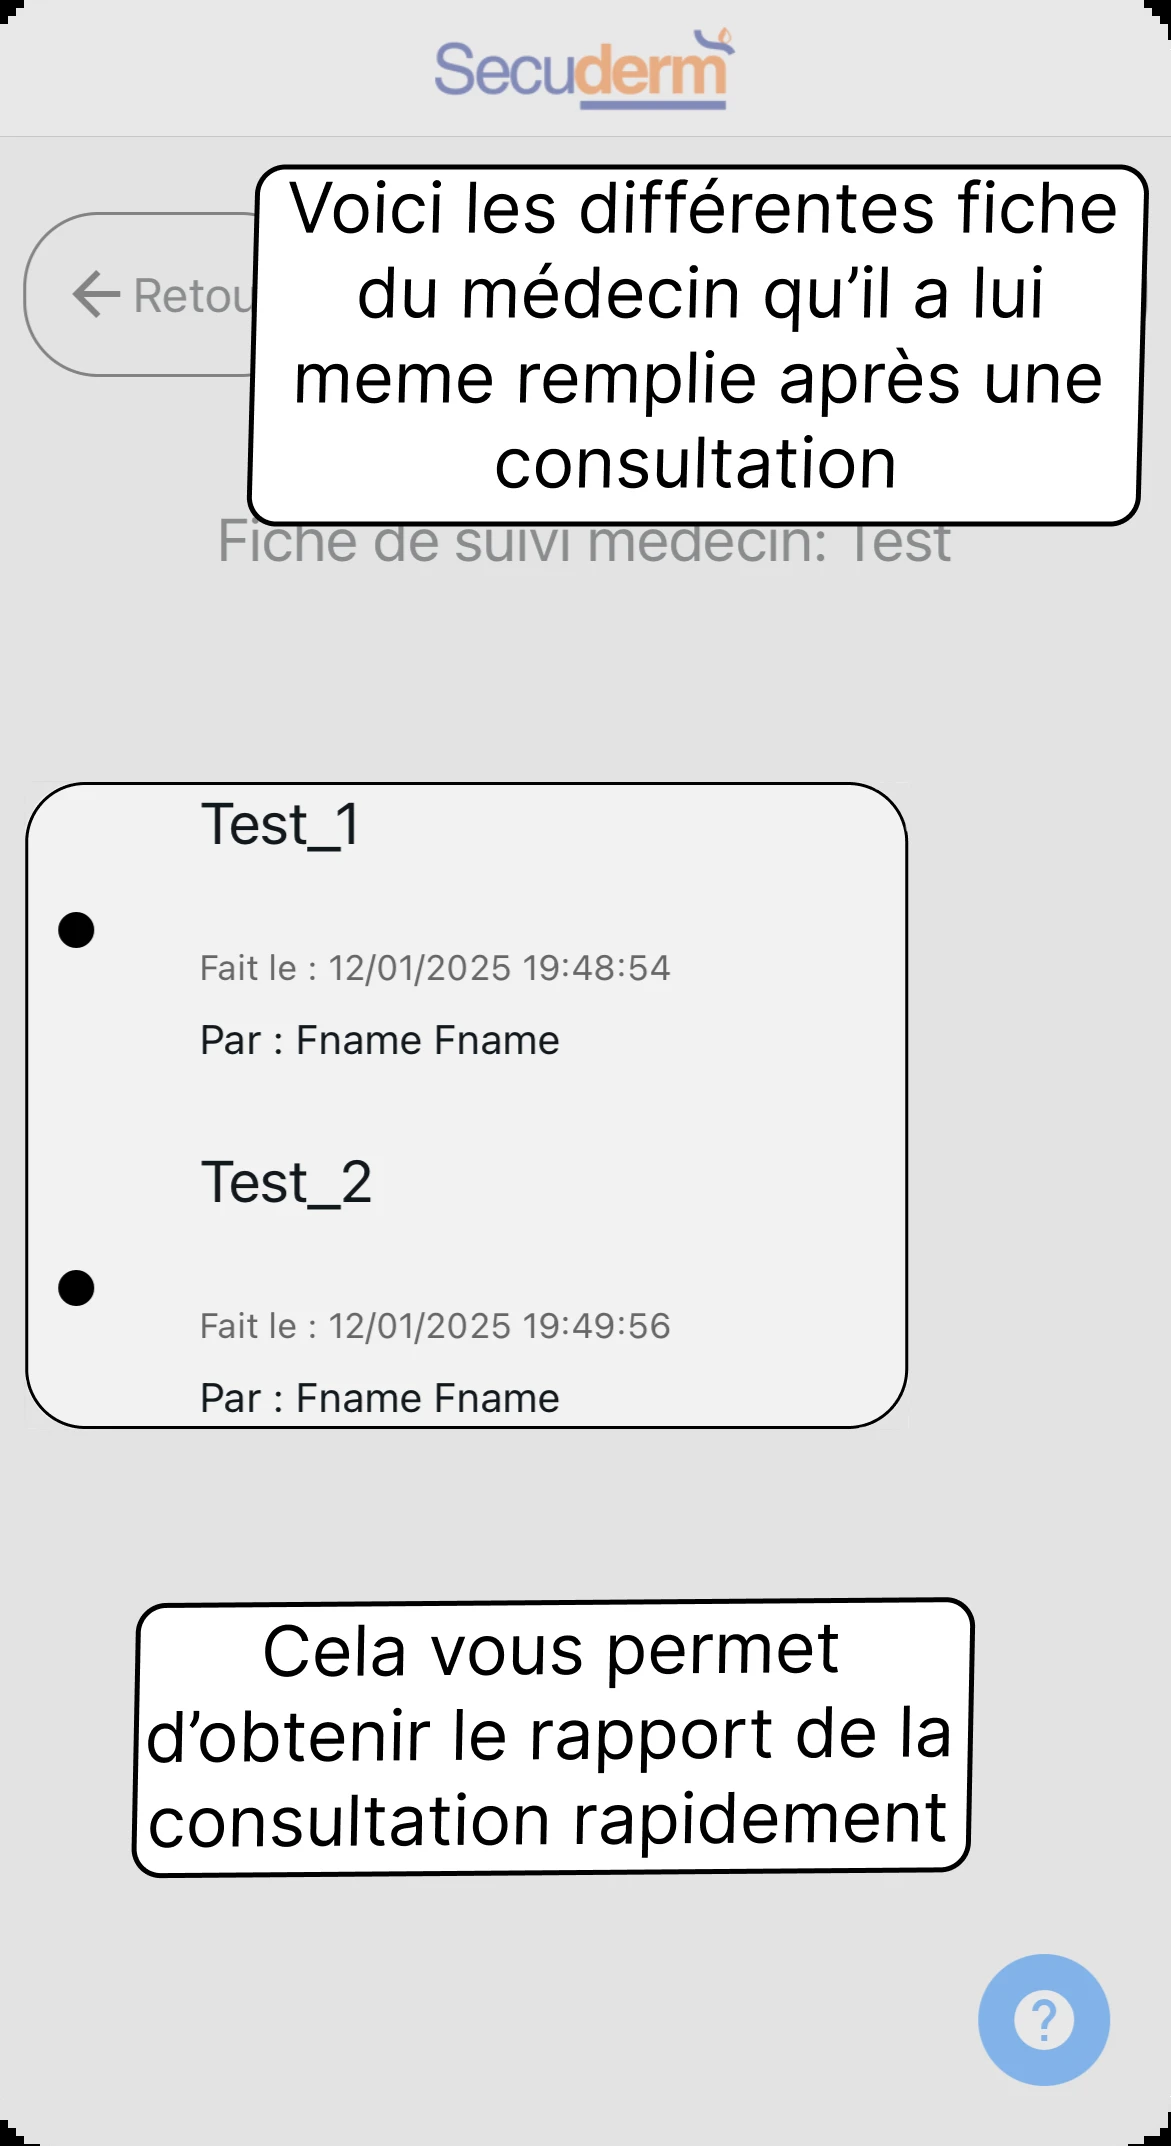 Secuderm
Voici les différentes fiche
du médecin qu’il a lui
meme remplie après une
consultation
← Retou
Fiche de suivi médecin: Test
Test_1
Fait le : 12/01/2025 19:48:54
Par : Fname Fname
Test_2
Fait le : 12/01/2025 19:49:56
Par : Fname Fname
Cela vous permet
d’obtenir le rapport de la
consultation rapidement
?